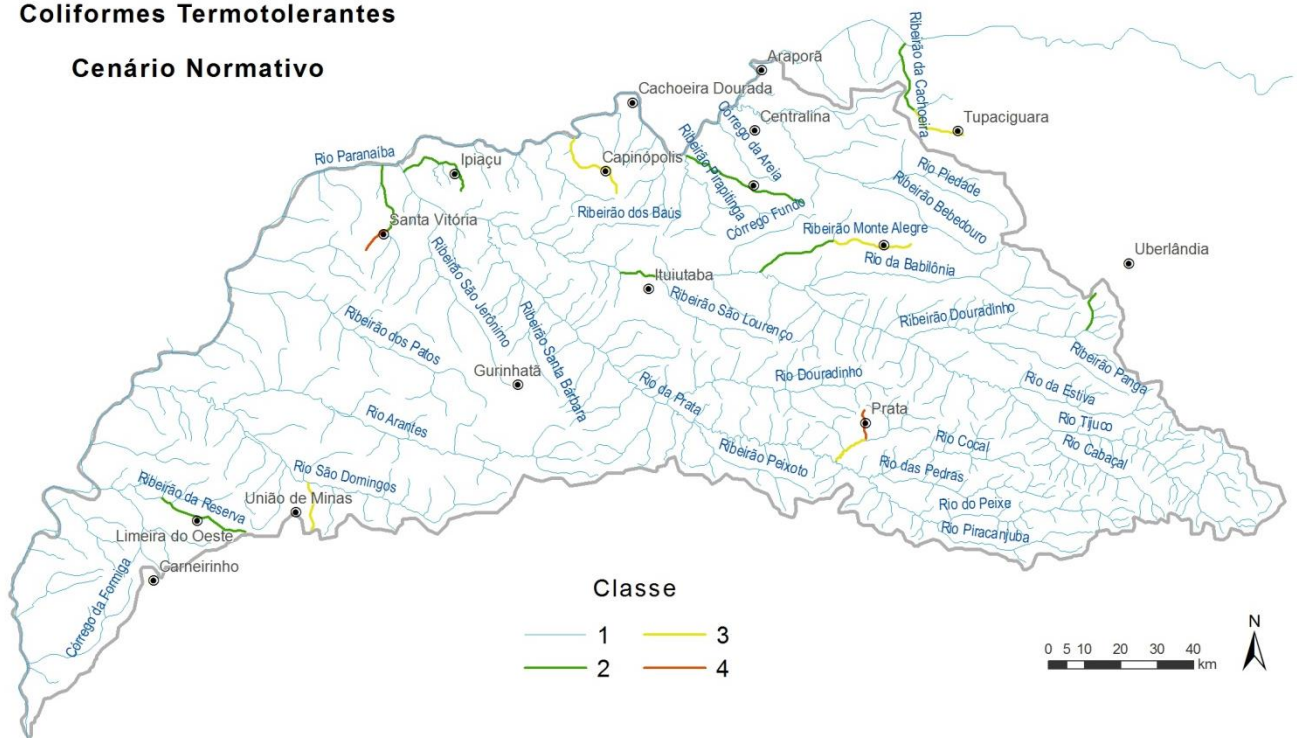 Coliformes Termotolerantes
Cenário Normativo
Araporã
Ribeirão da Cachoeira
Cachoeira Dourada
Centralina
Córrego da Areia
Tupaciguara
Rio Paranaíba
Ipiaçu
Capinópolis
Ribeirão Pirapitinga
Rio Piedade
Ribeirão Bebedouro
Santa Vitória
Ribeirão dos Baús
Córrego Fundo
Ribeirão Monte Alegre
Uberlândia
Rio da Babilônia
Ituiutaba
Ribeirão São Jerônimo
Ribeirão São Lourenço
Ribeirão dos Patos
Ribeirão Santa Bárbara
Ribeirão Douradinho
Ribeirão Panga
Gurinhatã
Rio da Prata
Rio Douradinho
Rio da Estiva
Rio Arantes
Prata
Rio Tijuco
Rio Cocal
Rio Cabaçal
Ribeirão Peixoto
Rio das Pedras
Rio São Domingos
Ribeirão da Reserva
União de Minas
Rio do Peixe
Limeira do Oeste
Rio Piracanjuba
Carneirinho
Córrego da Formiga
Classe
1 3
2 4
N
0 5 10 20 30 40
km